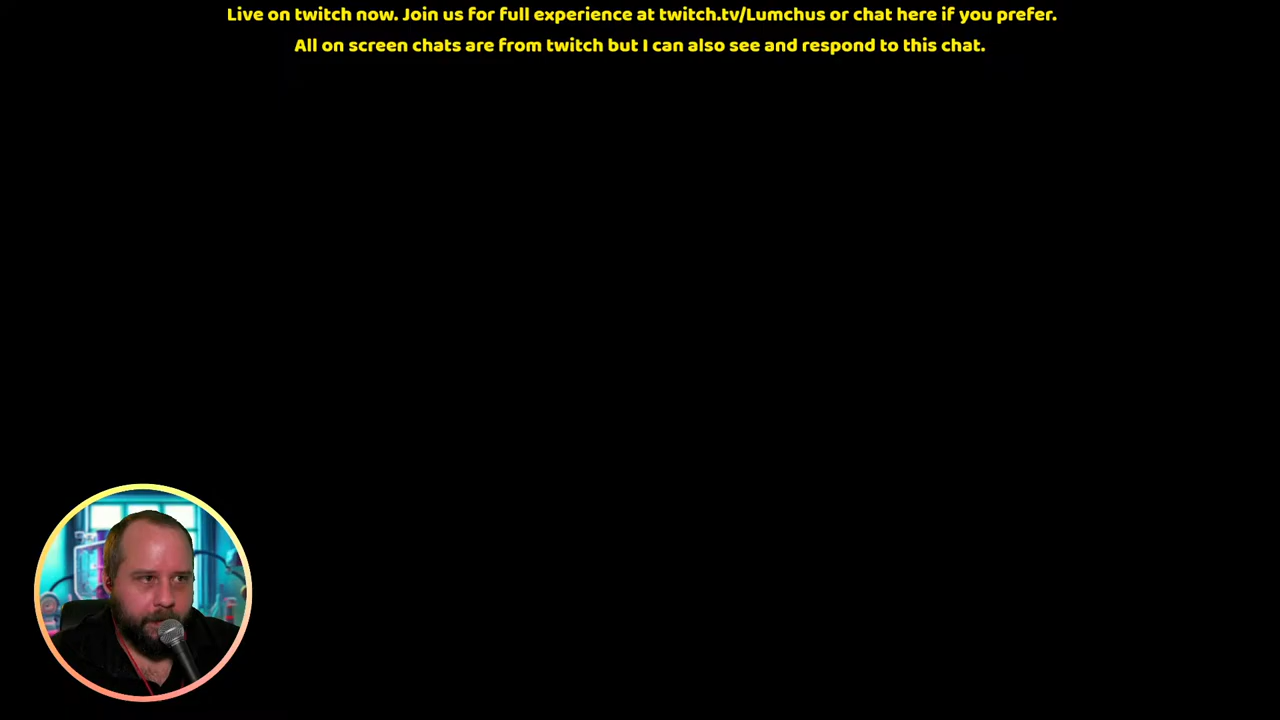 Live on twitch now. Join us for full experience at twitch.tv/Lumchus or chat here if you prefer.
All on screen chats are from twitch but I can also see and respond to this chat.